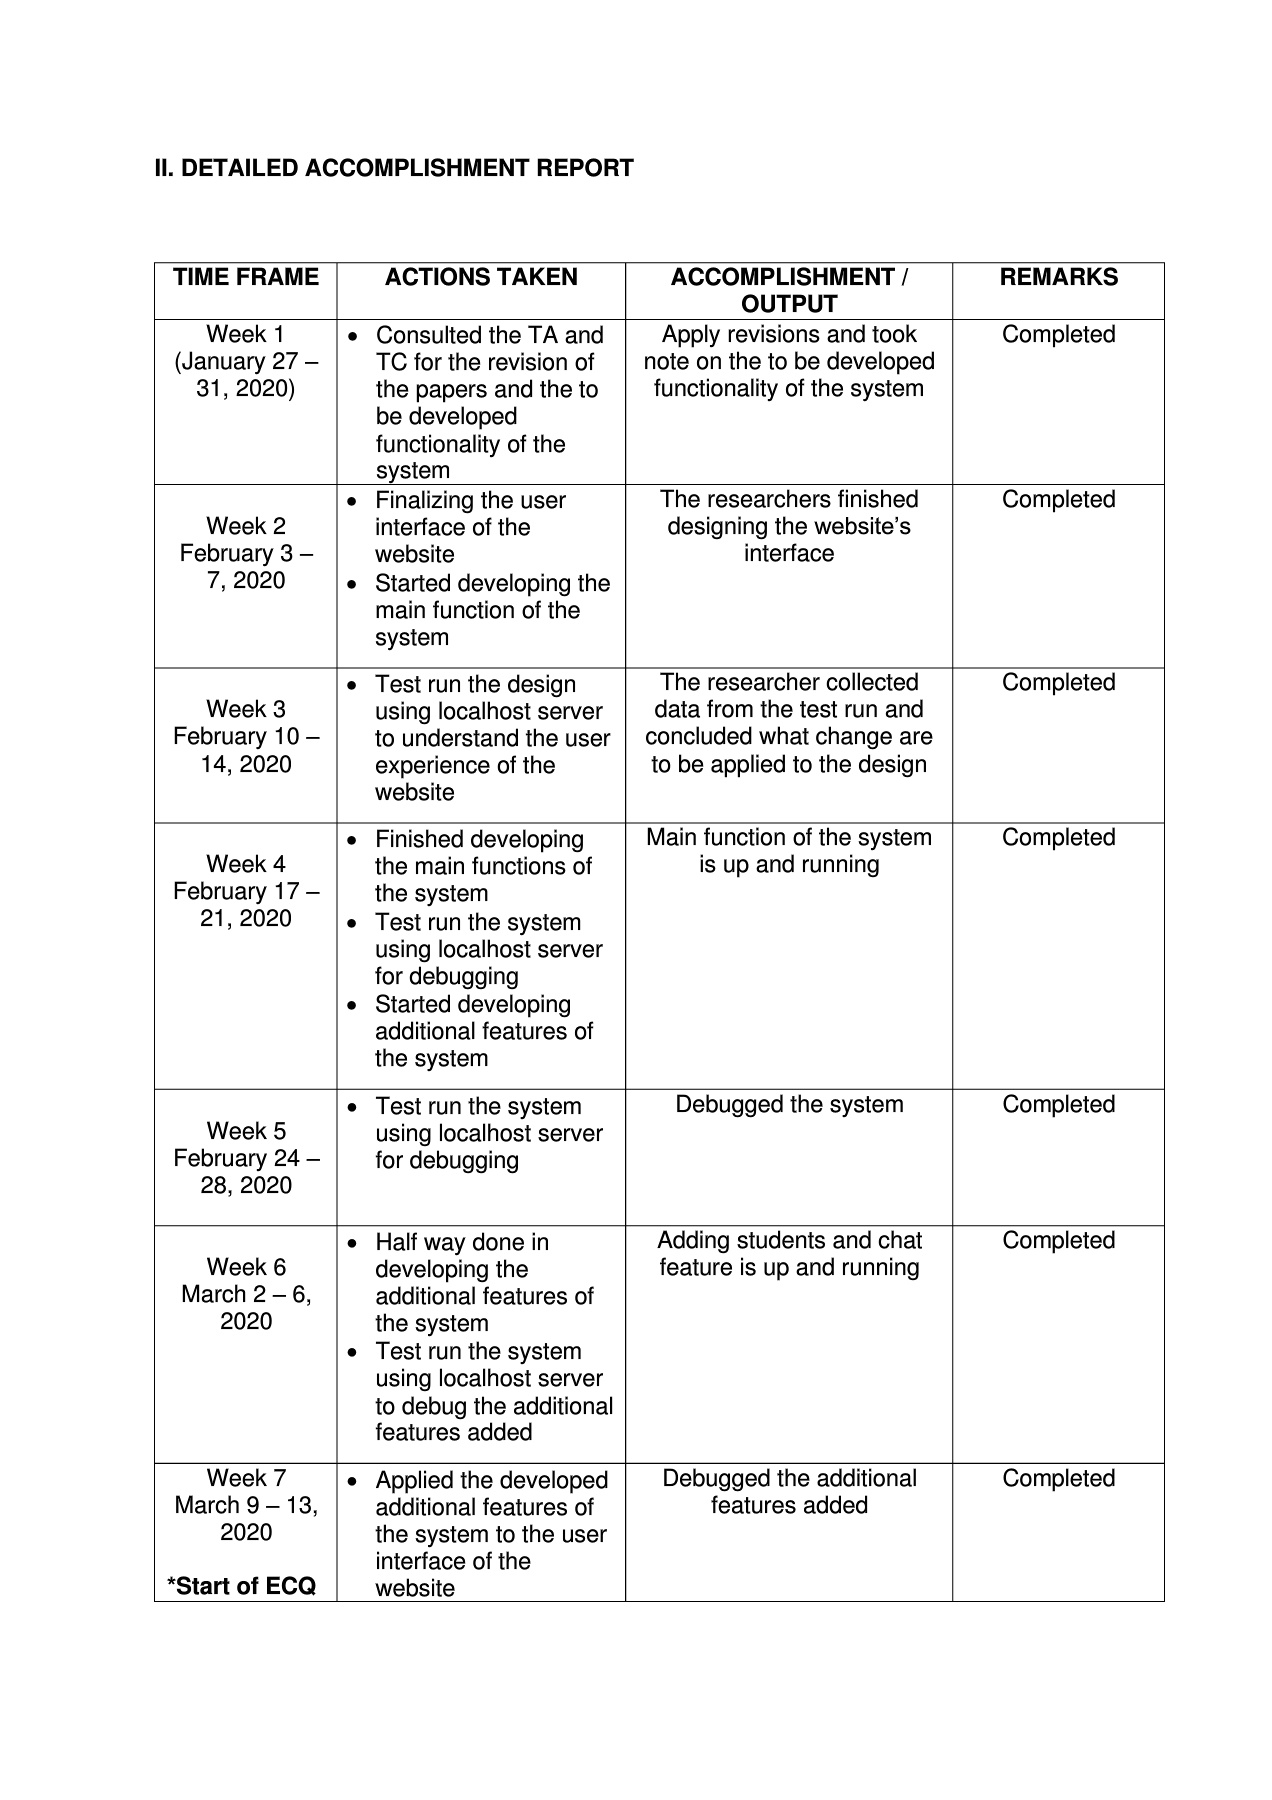 II. DETAILED ACCOMPLISHMENT REPORT
TIME FRAME
ACTIONS TAKEN
ACCOMPLISHMENT /
OUTPUT
REMARKS
Week 1
(January 27 –
31, 2020)
• Consulted the TA and
TC for the revision of
the papers and the to
be developed
functionality of the
system
Apply revisions and took
note on the to be developed
functionality of the system
Completed
Week 2
February 3 –
7, 2020
• Finalizing the user
interface of the
website
• Started developing the
main function of the
system
The researchers finished
designing the website’s
interface
Completed
Week 3
February 10 –
14, 2020
• Test run the design
using localhost server
to understand the user
experience of the
website
The researcher collected
data from the test run and
concluded what change are
to be applied to the design
Completed
Week 4
February 17 –
21, 2020
• Finished developing
the main functions of
the system
• Test run the system
using localhost server
for debugging
• Started developing
additional features of
the system
Main function of the system
is up and running
Completed
Week 5
February 24 –
28, 2020
• Test run the system
using localhost server
for debugging
Debugged the system
Completed
Week 6
March 2 – 6,
2020
• Half way done in
developing the
additional features of
the system
• Test run the system
using localhost server
to debug the additional
features added
Adding students and chat
feature is up and running
Completed
Week 7
March 9 – 13,
2020
*Start of ECQ
• Applied the developed
additional features of
the system to the user
interface of the
website
Debugged the additional
features added
Completed